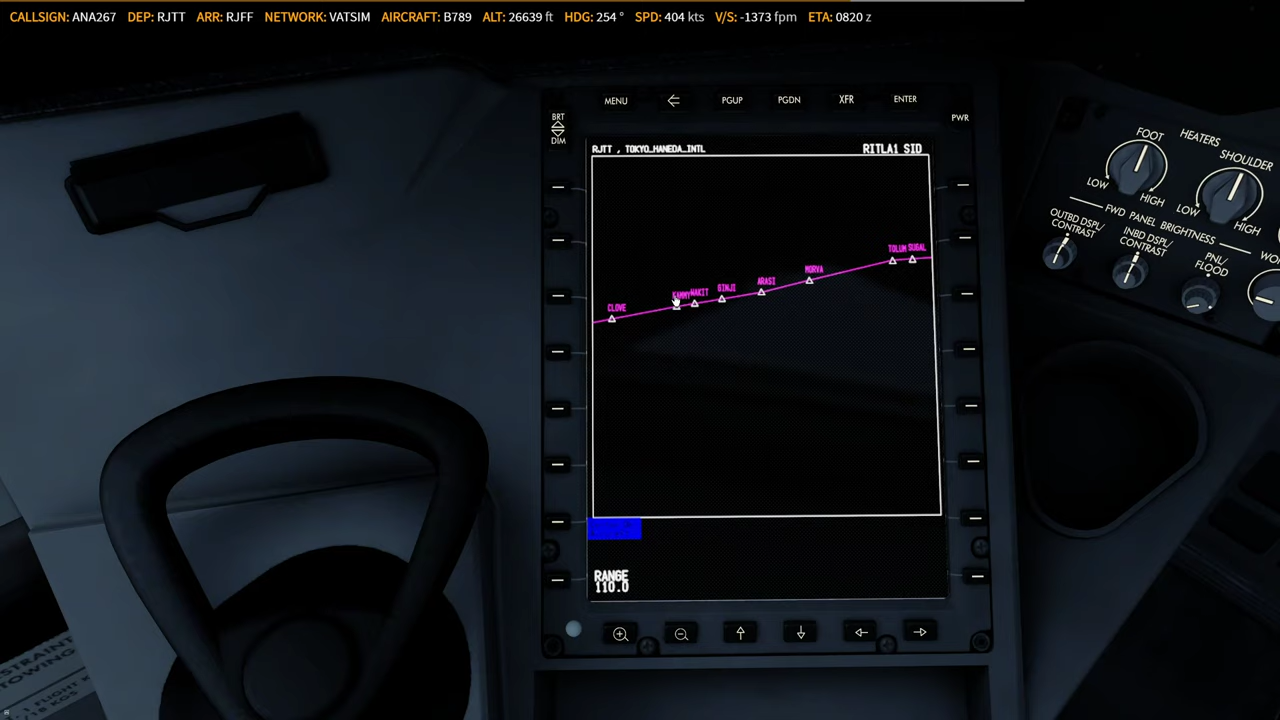 CALLSIGN: ANA267 DEP: RJTT ARR: RJFF NETWORK: VATSIM AIRCRAFT: B789 ALT: 26639 ft HDG: 254 ° SPD: 404 kts V/S: -1373 fpm ETA: 0820 z
MENU PGUP PGDN XFR ENTER
BRT
DIM
PWR
RJTT , TOKYO_HANEDA_INTL RITLA1 SID
TOLUM SUGAL
MORVA
ARASI
GINJI
NAKIT
CLOVE
RANGE
110.0
FOOT
LOW
HIGH
HEATERS
SHOULDER
LOW
HIGH
FWD PANEL BRIGHTNESS
OUTBD DSPL/
CONTRAST
INBD DSPL/
CONTRAST
PNL/
FLOOD
TOWING